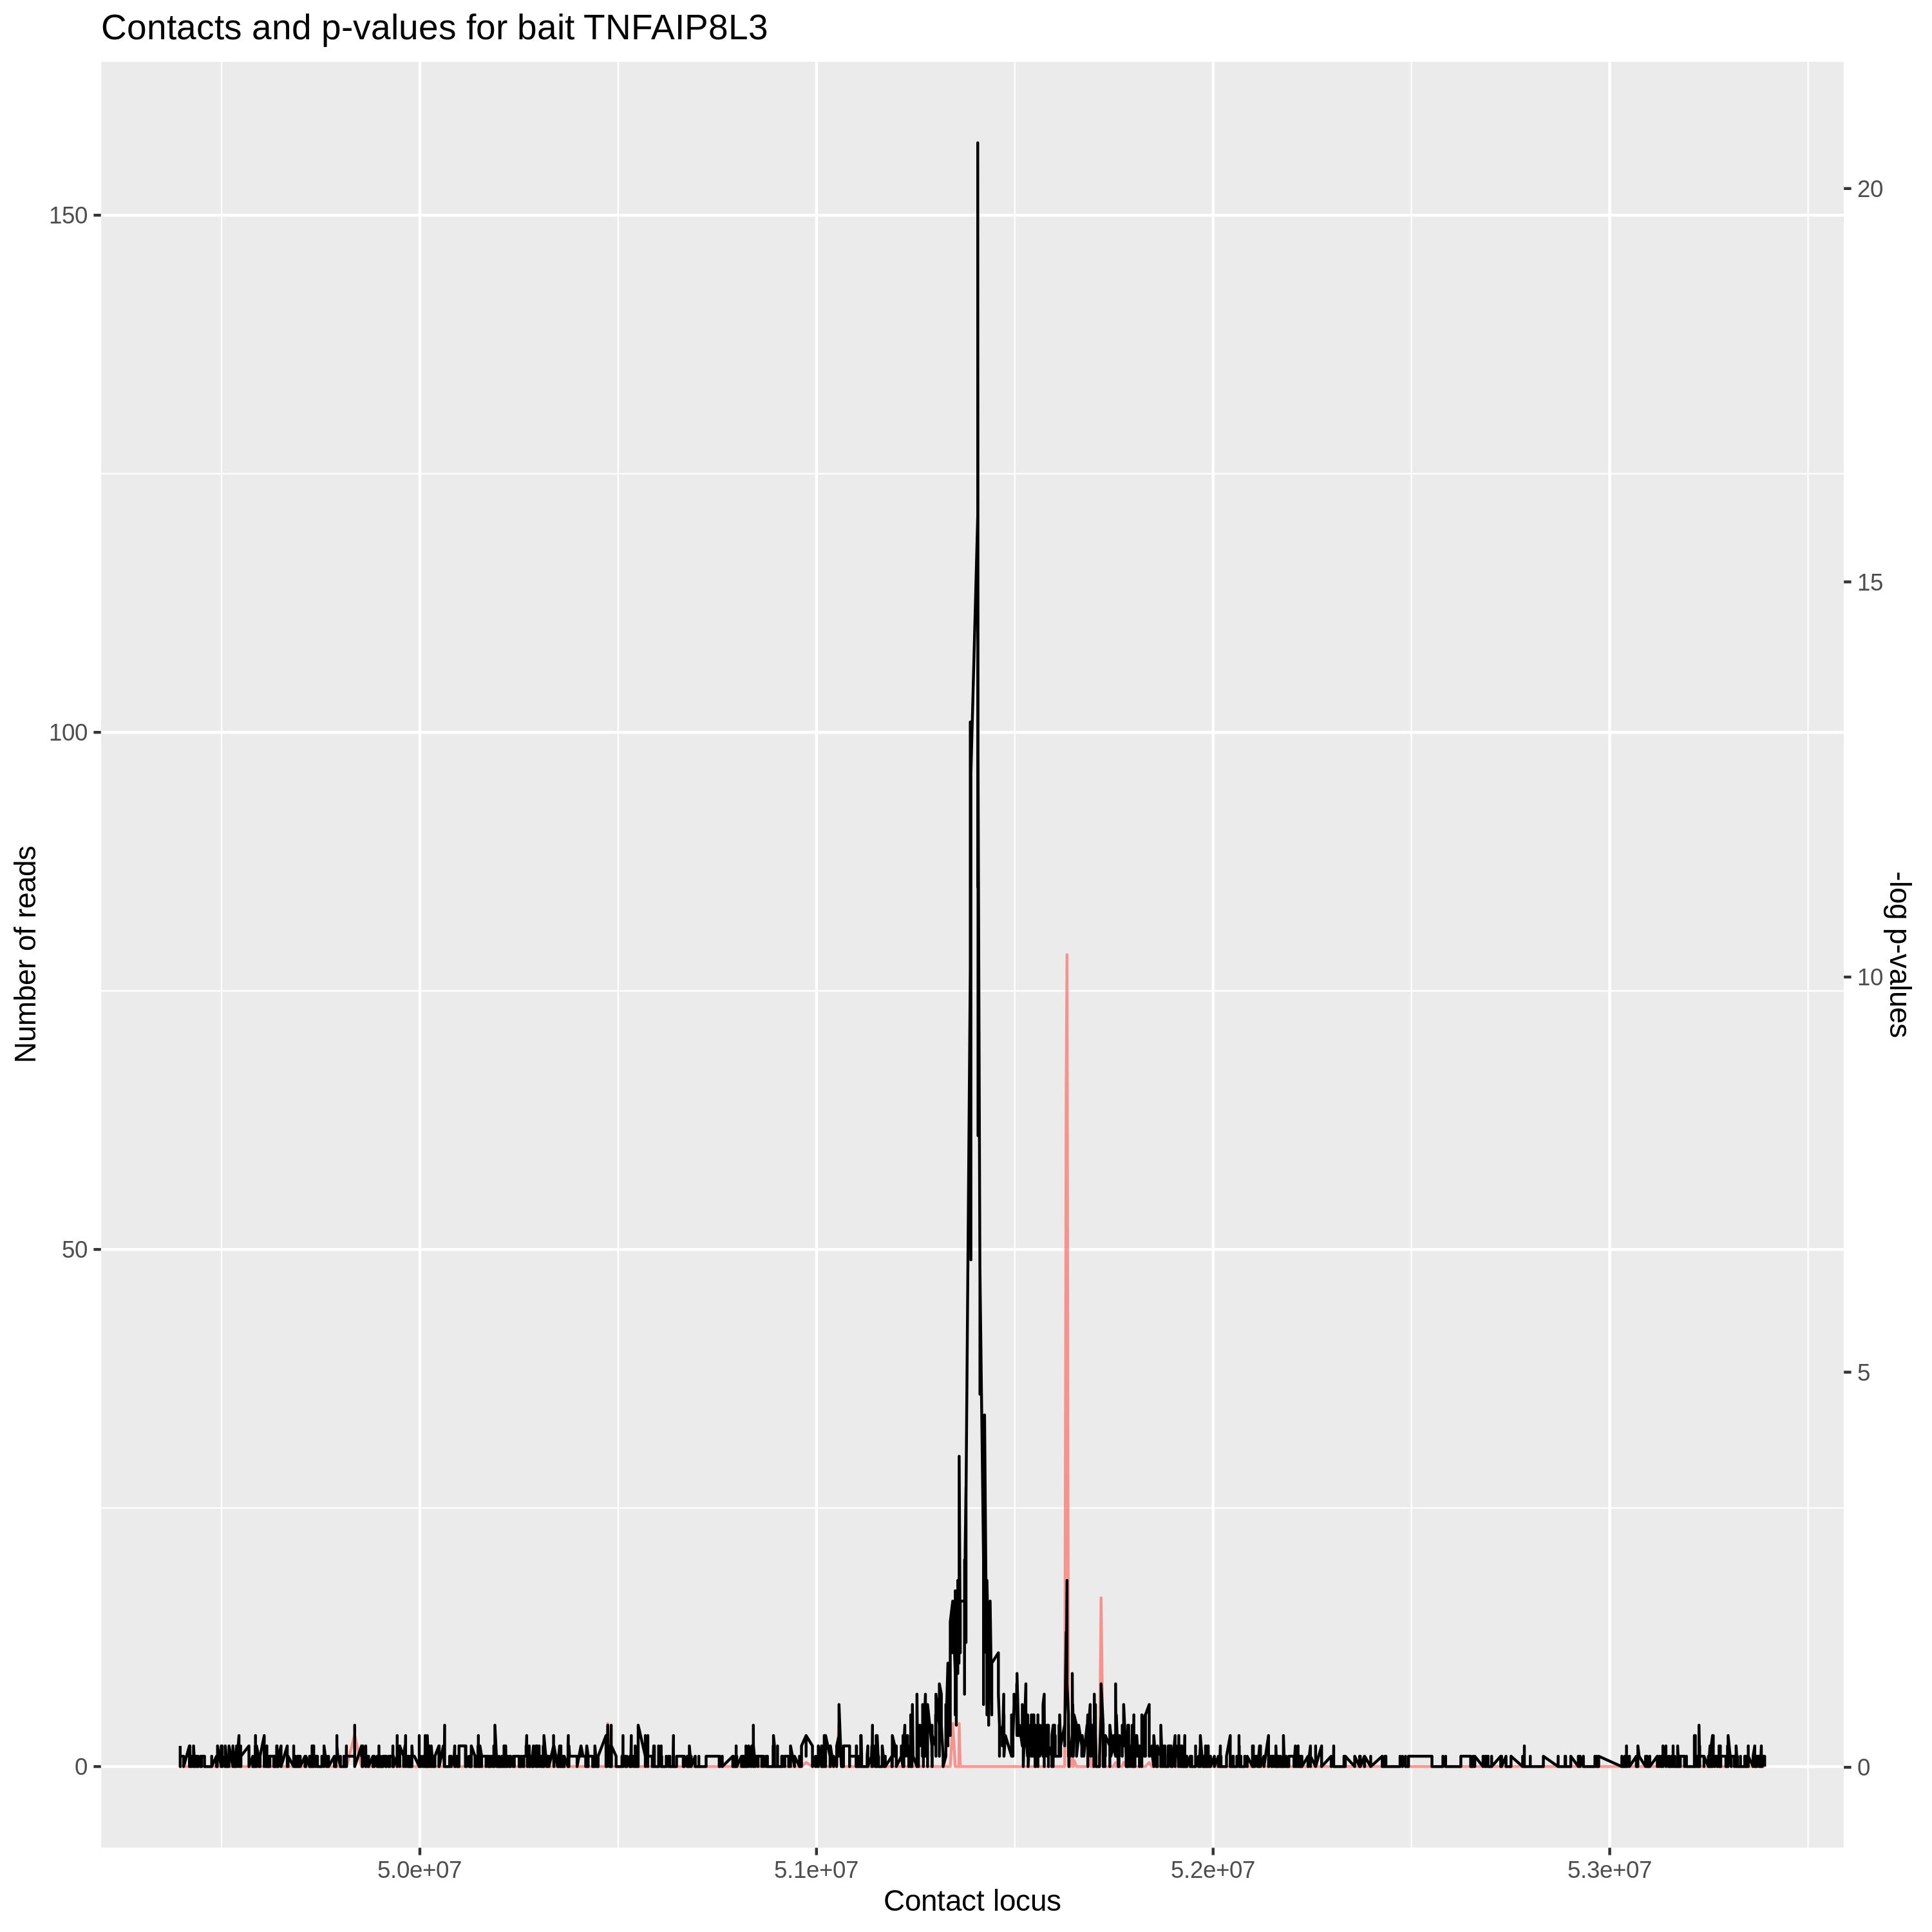 Contacts and p-values for bait TNFAIP8L3
Number of reads
150
100
50
0
20
15
10
5
0
-log p-values
5.0e+07
5.1e+07
5.2e+07
5.3e+07
Contact locus